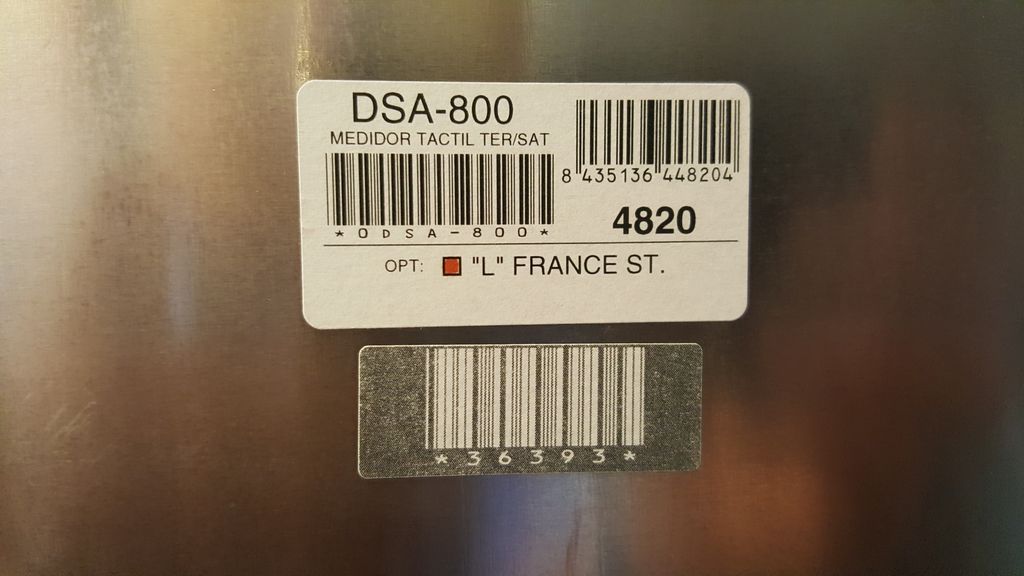 DSA-800
MEDIDOR TACTIL TER/SAT
*0DSA-800*
8 435136 448204
4820
OPT: "L" FRANCE ST.
*36393*